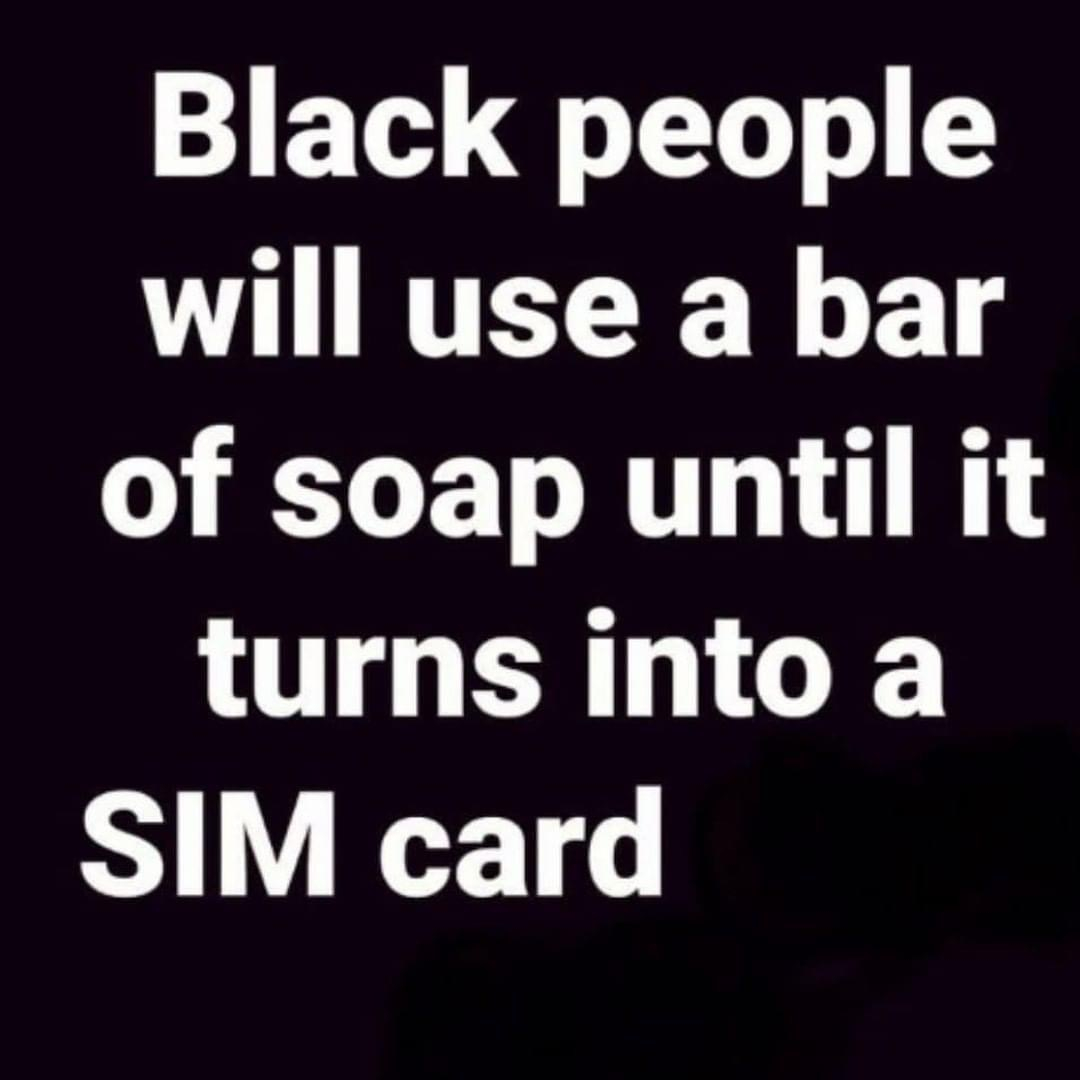 Black people
will use a bar
of soap until it
turns into a
SIM card